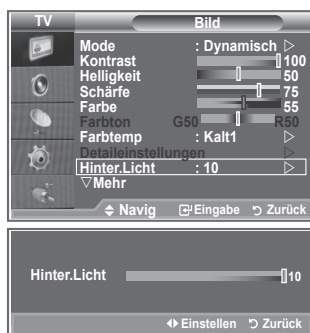 TV Bild
Mode : Dynamisch ▷
Kontrast 100
Helligkeit 50
Schärfe 75
Farbe 55
Farbton G50 R50
Farbtemp : Kalt1 ▷
Detaileinstellungen ▷
Hinter.Licht : 10 ▷
▽Mehr
Navig Eingabe Zurück
Hinter.Licht 10
Einstellen Zurück